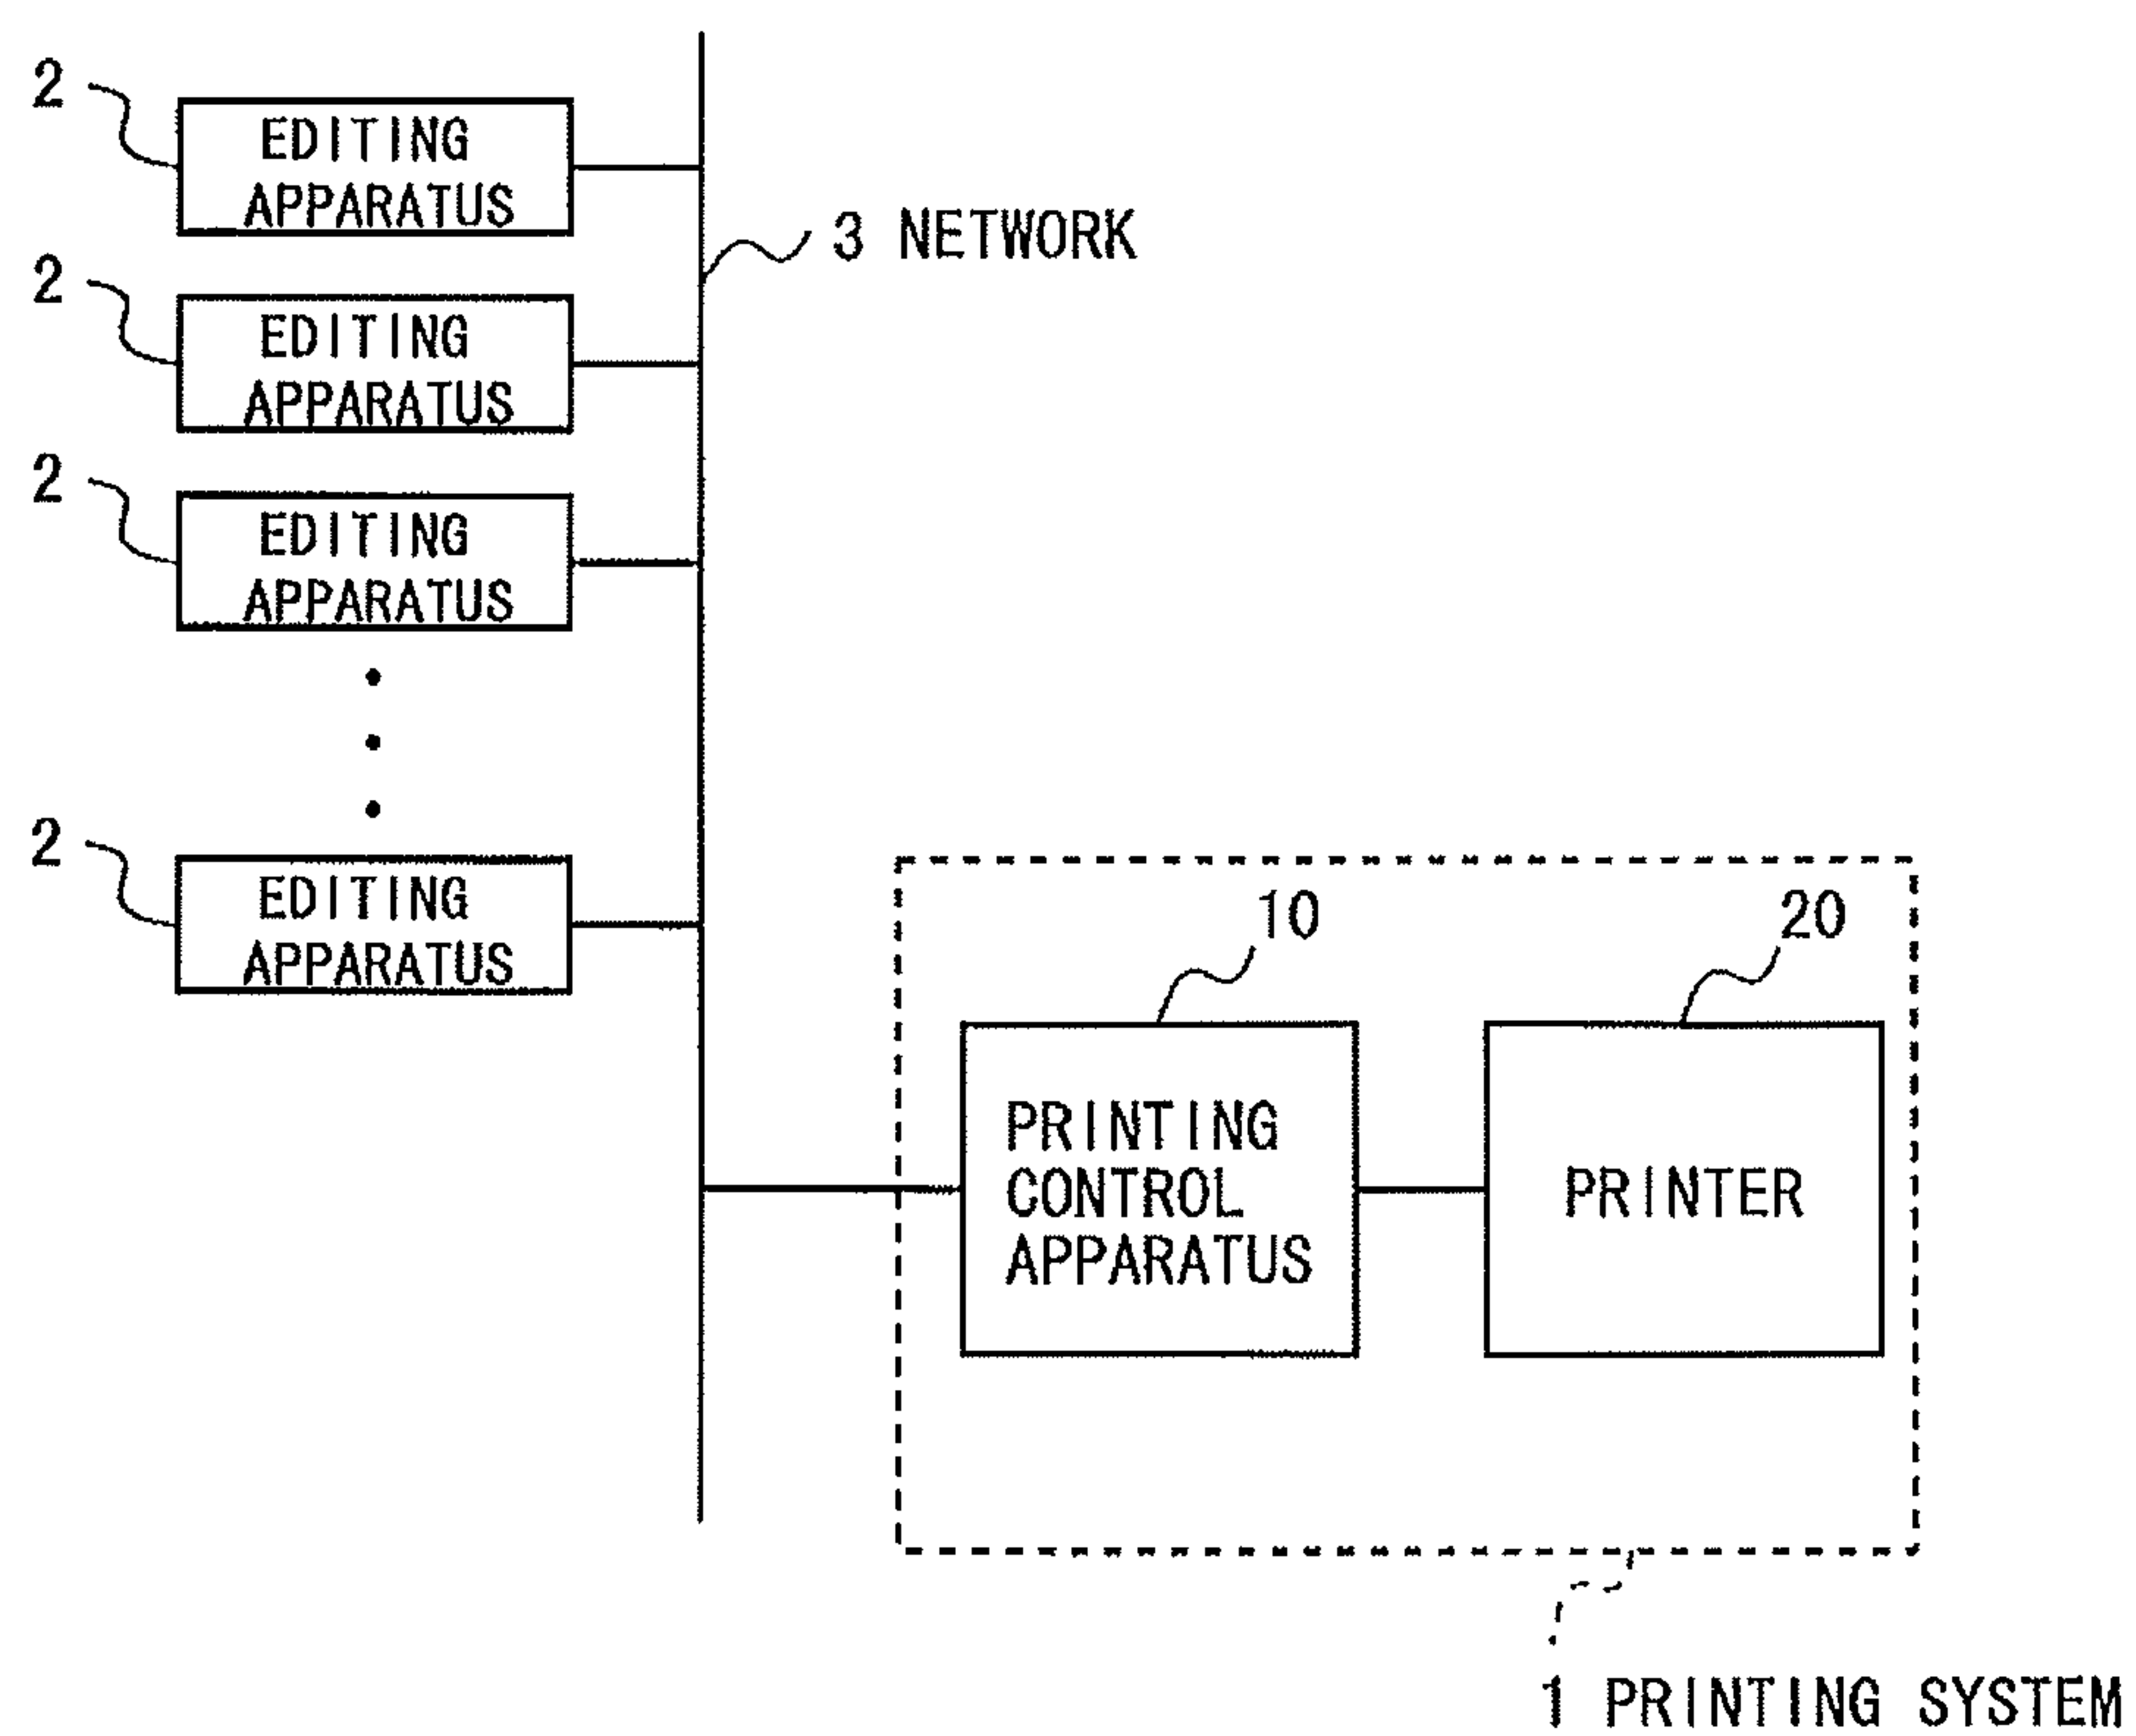 2
EDITING
APPARATUS
3 NETWORK
2
EDITING
APPARATUS
2
EDITING
APPARATUS
2
EDITING
APPARATUS
10
20
PRINTING
CONTROL
APPARATUS
PRINTER
1 PRINTING SYSTEM